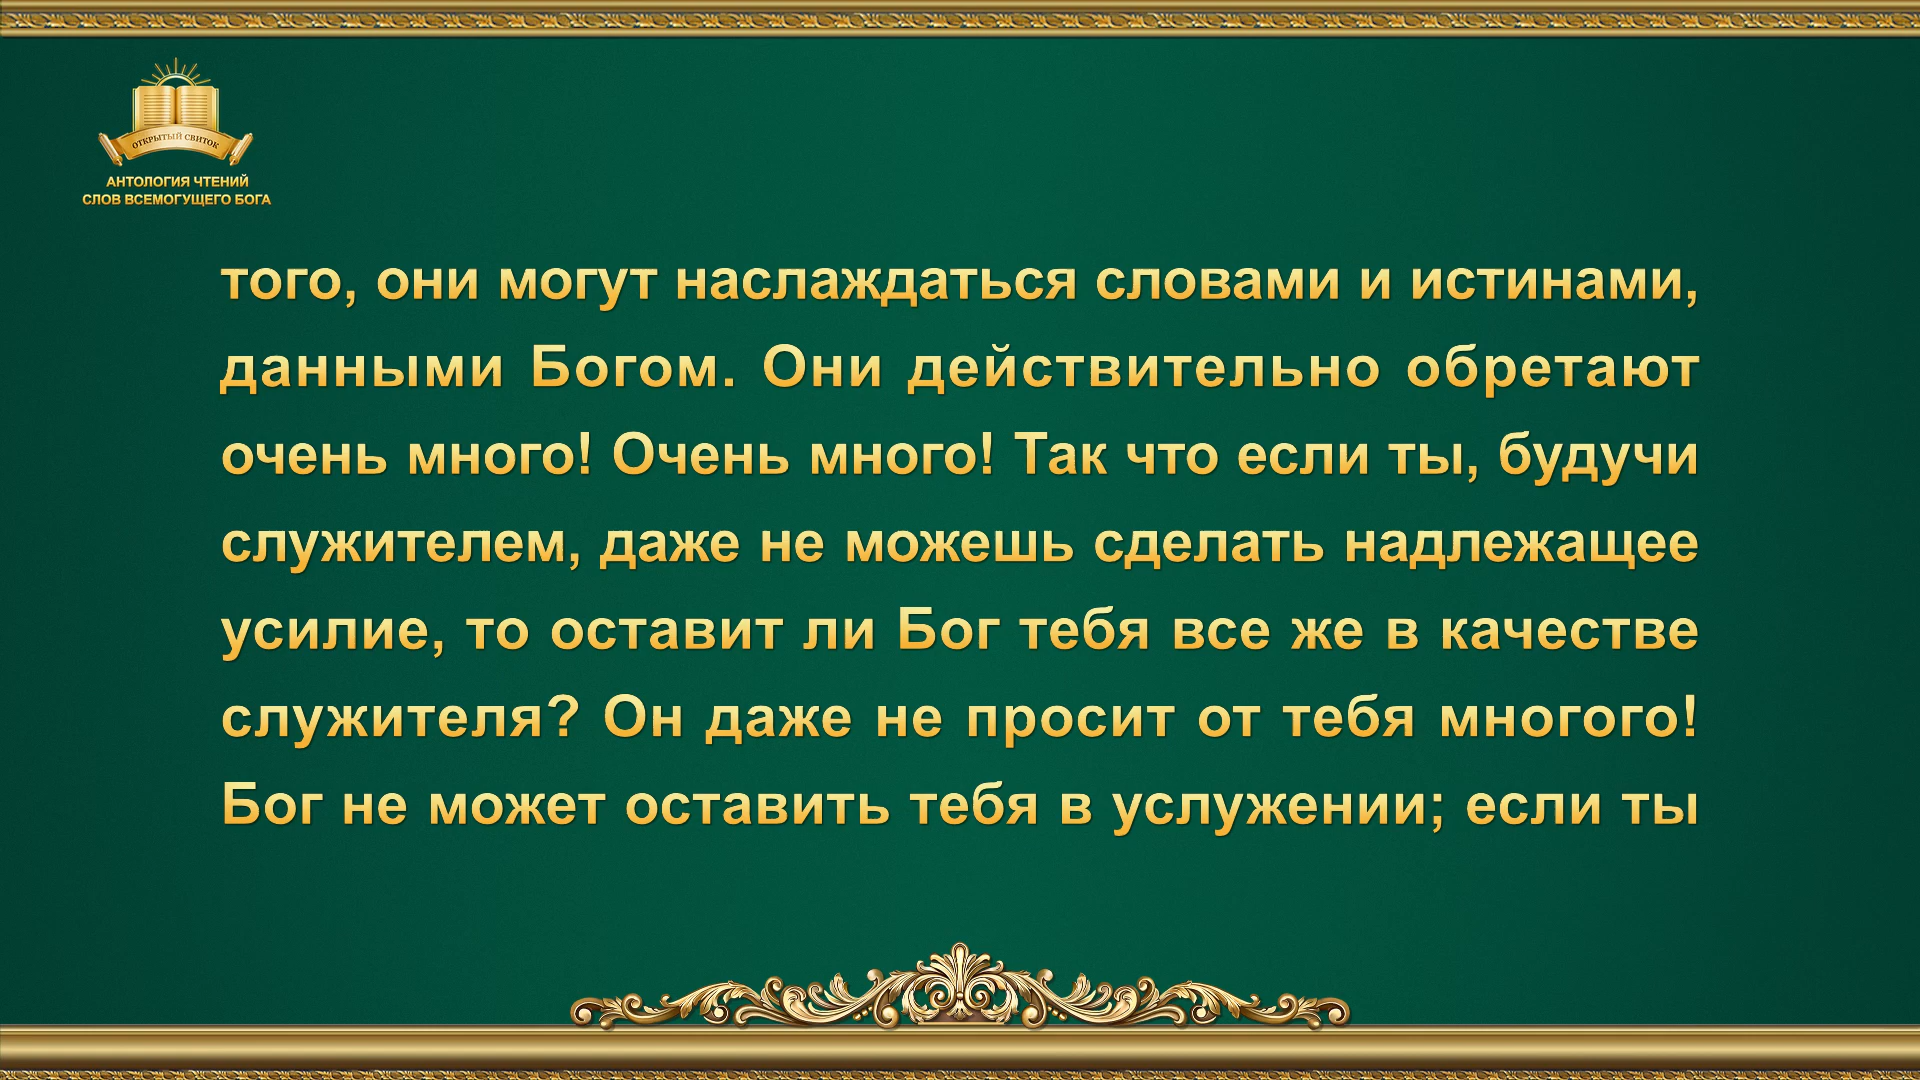 ОТКРЫТЫЙ СВИТОК
АНТОЛОГИЯ ЧТЕНИЙ
СЛОВ ВСЕМОГУЩЕГО БОГА
того, они могут наслаждаться словами и истинами,
данными Богом. Они действительно обретают
очень много! Очень много! Так что если ты, будучи
служителем, даже не можешь сделать надлежащее
усилие, то оставит ли Бог тебя все же в качестве
служителя? Он даже не просит от тебя многого!
Бог не может оставить тебя в услужении; если ты